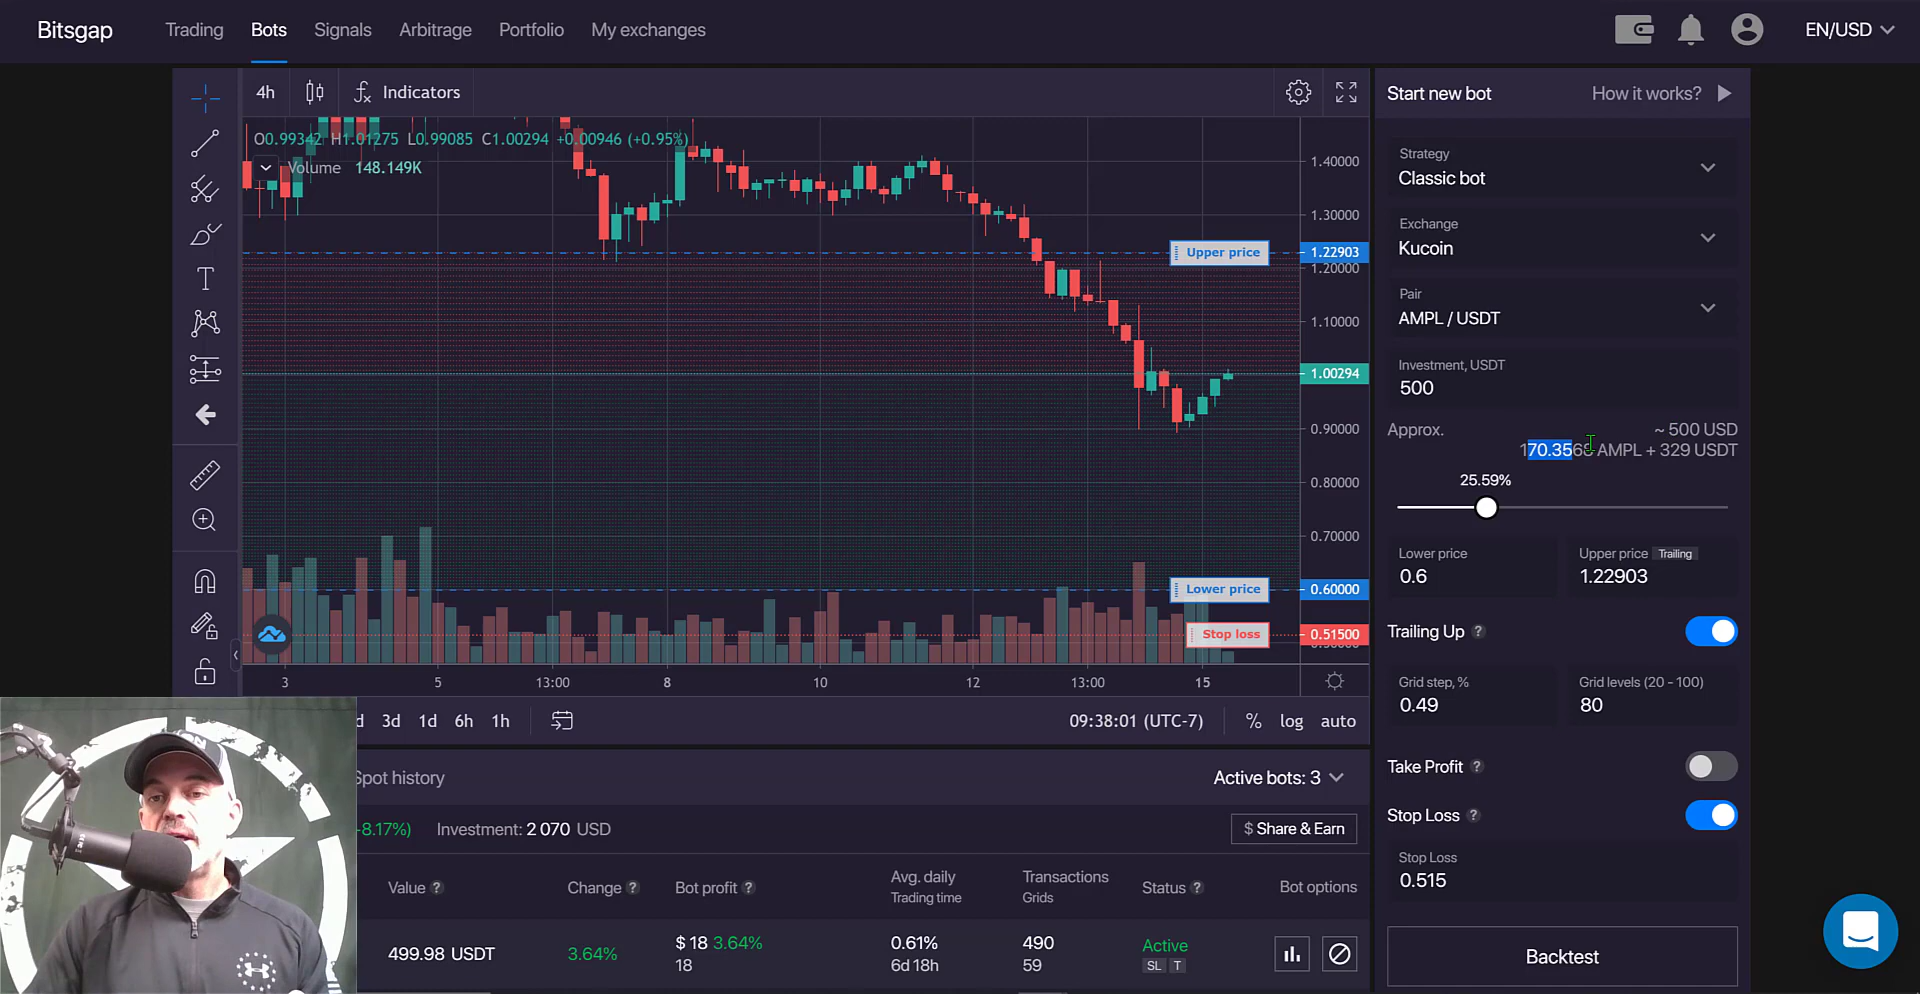 Bitsgap
Trading
Bots
Signals
Arbitrage
Portfolio
My exchanges
EN/USD
4h
Indicators
O0.99342 H1.01275 L0.99085 C1.00294 +0.00946 (+0.95%)
Volume 148.149K
1.40000
1.30000
Upper price
1.22903
1.20000
1.10000
1.00294
0.90000
0.80000
0.70000
Lower price
0.60000
Stop loss
0.51500
3
5
13:00
8
10
12
13:00
15
d
3d
1d
6h
1h
09:38:01 (UTC-7)
%
log
auto
Start new bot
How it works?
Strategy
Classic bot
Exchange
Kucoin
Pair
AMPL / USDT
Investment, USDT
500
Approx.
~ 500 USD
170.3568 AMPL + 329 USDT
25.59%
Lower price
0.6
Upper price Trailing
1.22903
Trailing Up ?
Grid step, %
0.49
Grid levels (20 - 100)
80
Take Profit ?
Stop Loss ?
Stop Loss
0.515
Backtest
Spot history
Active bots: 3
8.17%)
Investment: 2 070 USD
$ Share & Earn
Value ?
Change ?
Bot profit ?
Avg. daily
Trading time
Transactions
Grids
Status ?
Bot options
499.98 USDT
3.64%
$ 18 3.64%
18
0.61%
6d 18h
490
59
Active
SL T